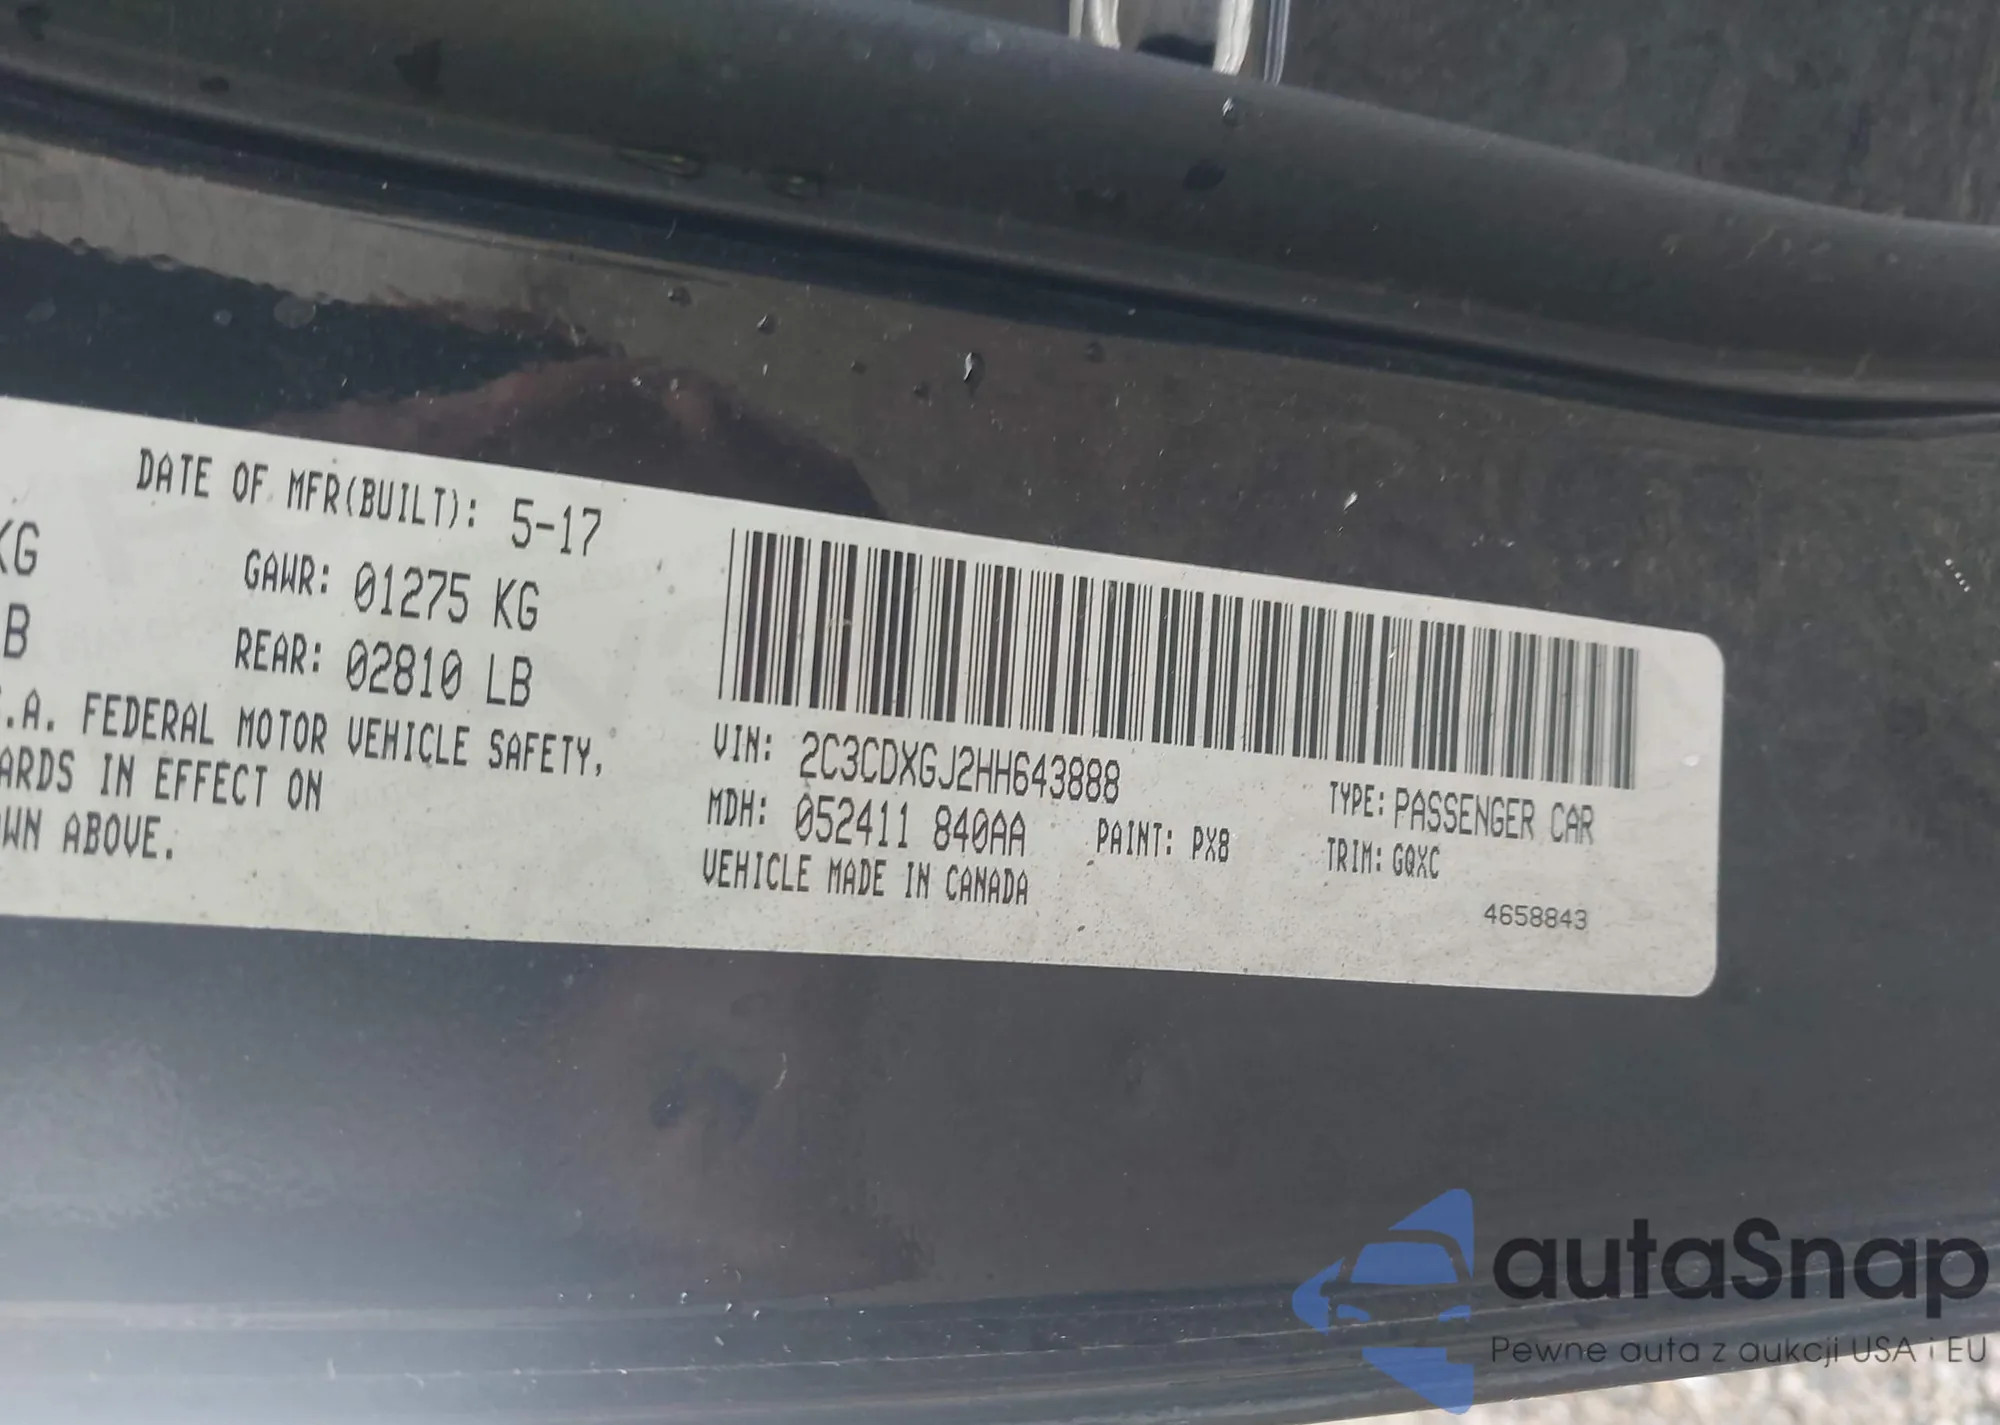 DATE OF MFR(BUILT): 5-17
KG GAWR: 01275 KG
LB REAR: 02810 LB
.A. FEDERAL MOTOR VEHICLE SAFETY,
ARDS IN EFFECT ON
WN ABOVE.
VIN: 2C3CDXGJ2HH643888
TYPE: PASSENGER CAR
MDH: 052411 840AA PAINT: PX8 TRIM: GQXC
VEHICLE MADE IN CANADA
4658843
autaSnap
Pewne auta z aukcji USA i EU